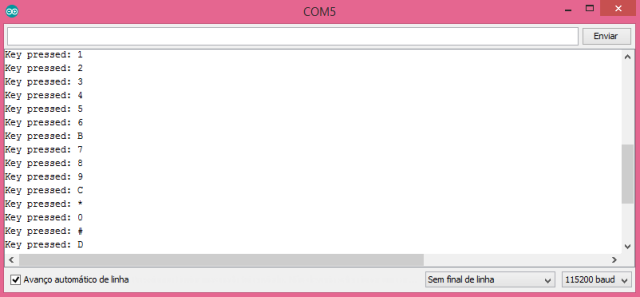 COM5
Enviar
Key pressed: 1
Key pressed: 2
Key pressed: 3
Key pressed: 4
Key pressed: 5
Key pressed: 6
Key pressed: B
Key pressed: 7
Key pressed: 8
Key pressed: 9
Key pressed: C
Key pressed: *
Key pressed: 0
Key pressed: #
Key pressed: D
Avanço automático de linha Sem final de linha 115200 baud